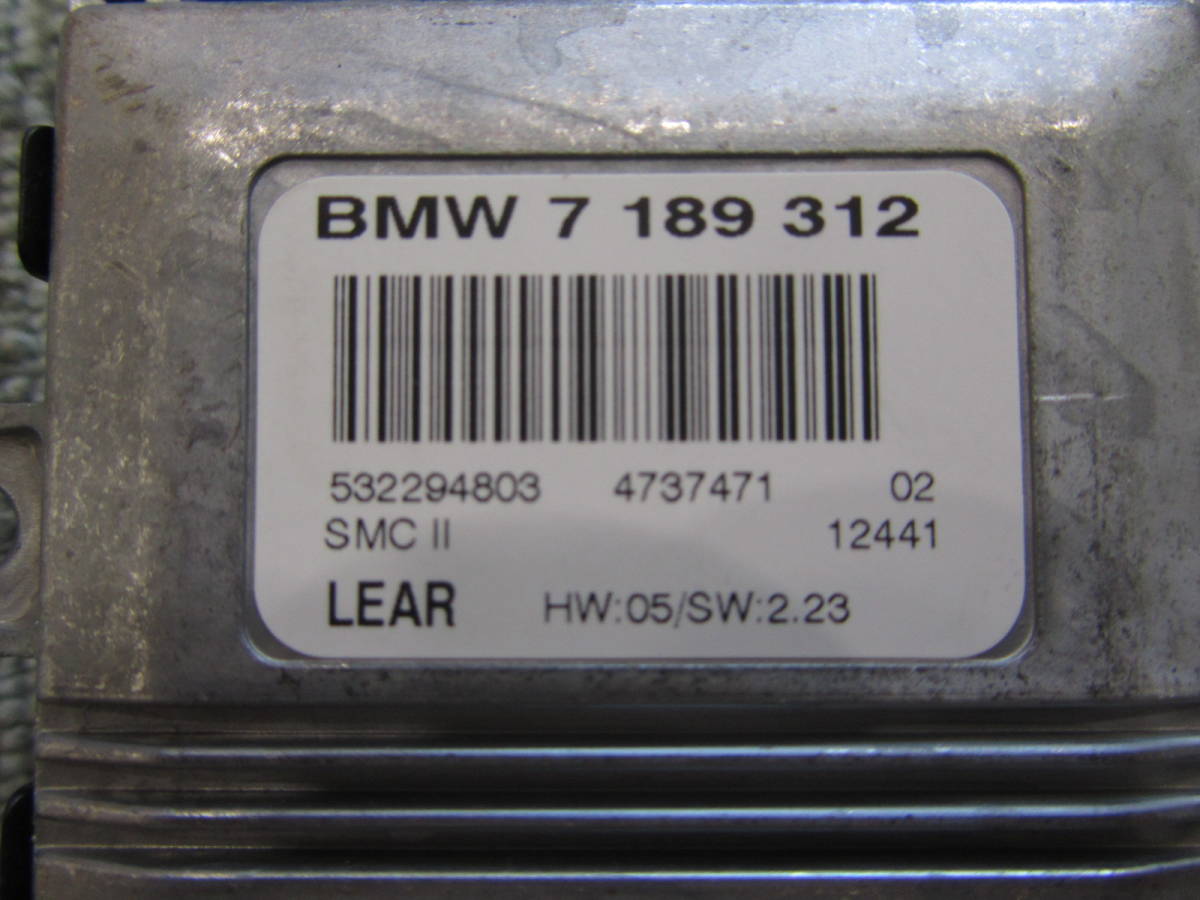 BMW 7 189 312
532294803 4737471 02
SMC II 12441
LEAR HW:05/SW:2.23